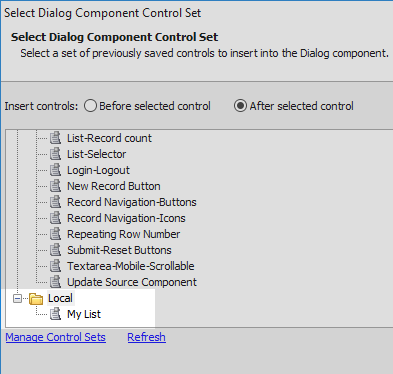 Select Dialog Component Control Set
Select Dialog Component Control Set
Select a set of previously saved controls to insert into the Dialog component.
Insert controls: Before selected control After selected control
List-Record count
List-Selector
Login-Logout
New Record Button
Record Navigation-Buttons
Record Navigation-Icons
Repeating Row Number
Submit-Reset Buttons
Textarea-Mobile-Scrollable
Update Source Component
Local
My List
Manage Control Sets Refresh